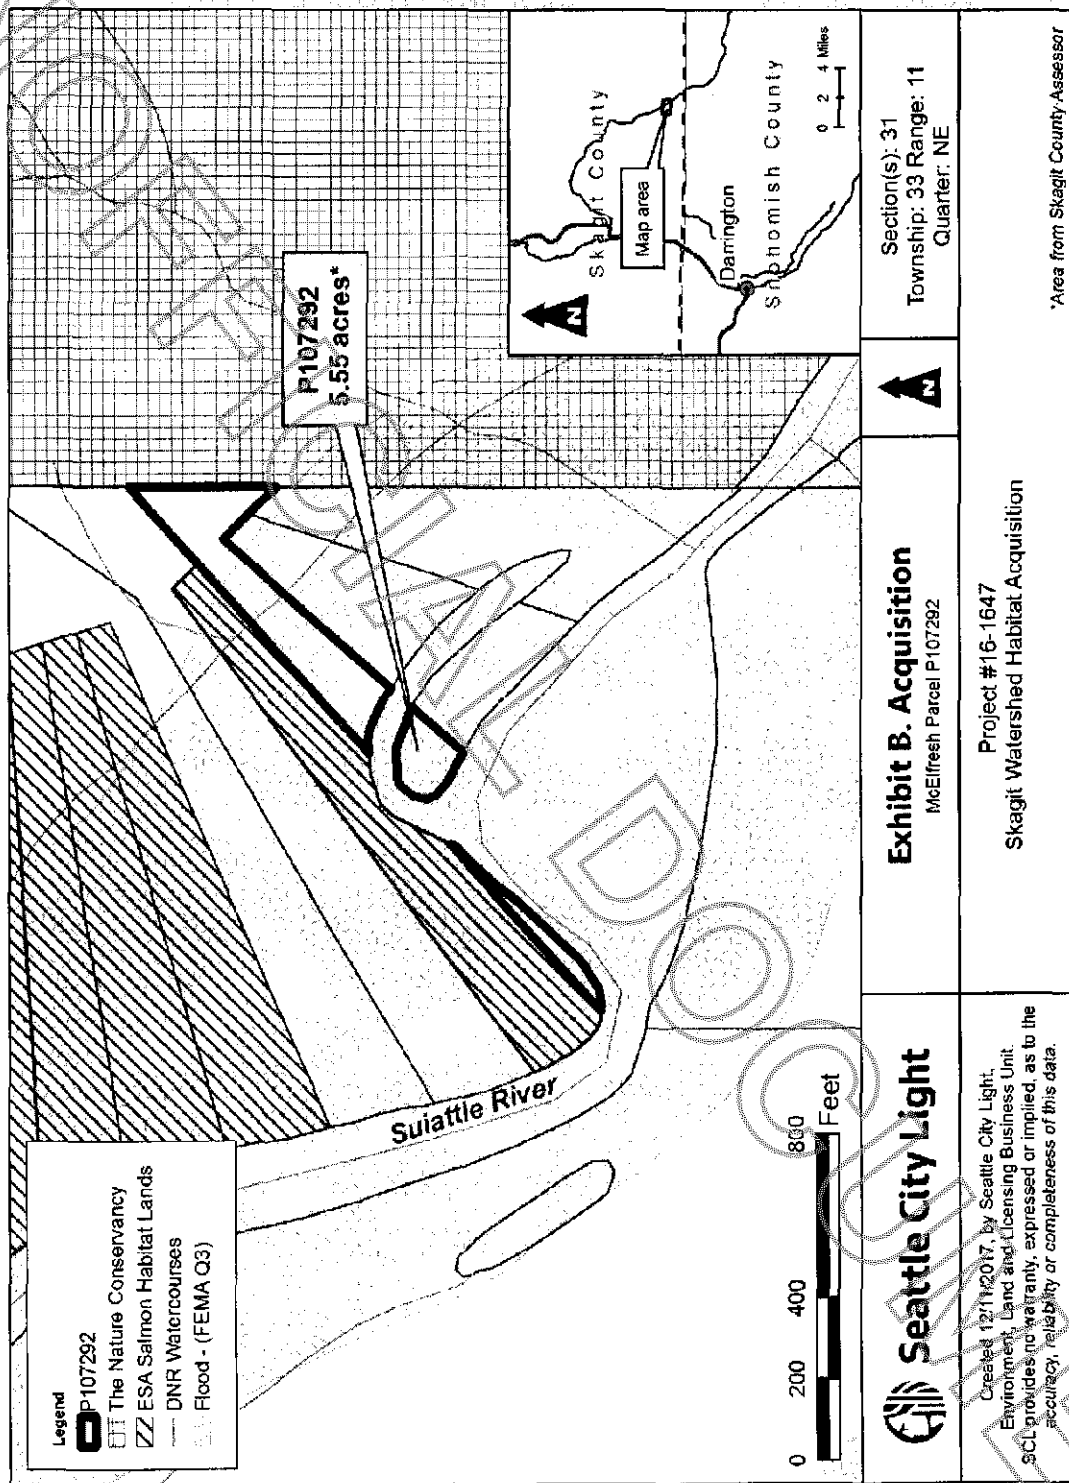 Legend
P107292
The Nature Conservancy
ESA Salmon Habitat Lands
DNR Watercourses
Flood - (FEMA Q3)
P107292
5.55 acres*
Suiattle River
0 200 400 800
Feet
N
Skagit County
Map area
Darrington
Snohomish County
0 2 4 Miles
Seattle City Light
Created 12/11/2017, by Seattle City Light,
Environment, Land and Licensing Business Unit.
SCL provides no warranty, expressed or implied, as to the
accuracy, reliability or completeness of this data.
Exhibit B. Acquisition
McElfresh Parcel P107292
Project #16-1647
Skagit Watershed Habitat Acquisition
N
Section(s): 31
Township: 33 Range: 11
Quarter: NE
*Area from Skagit County Assessor
UNOFFICIAL DOCUMENT